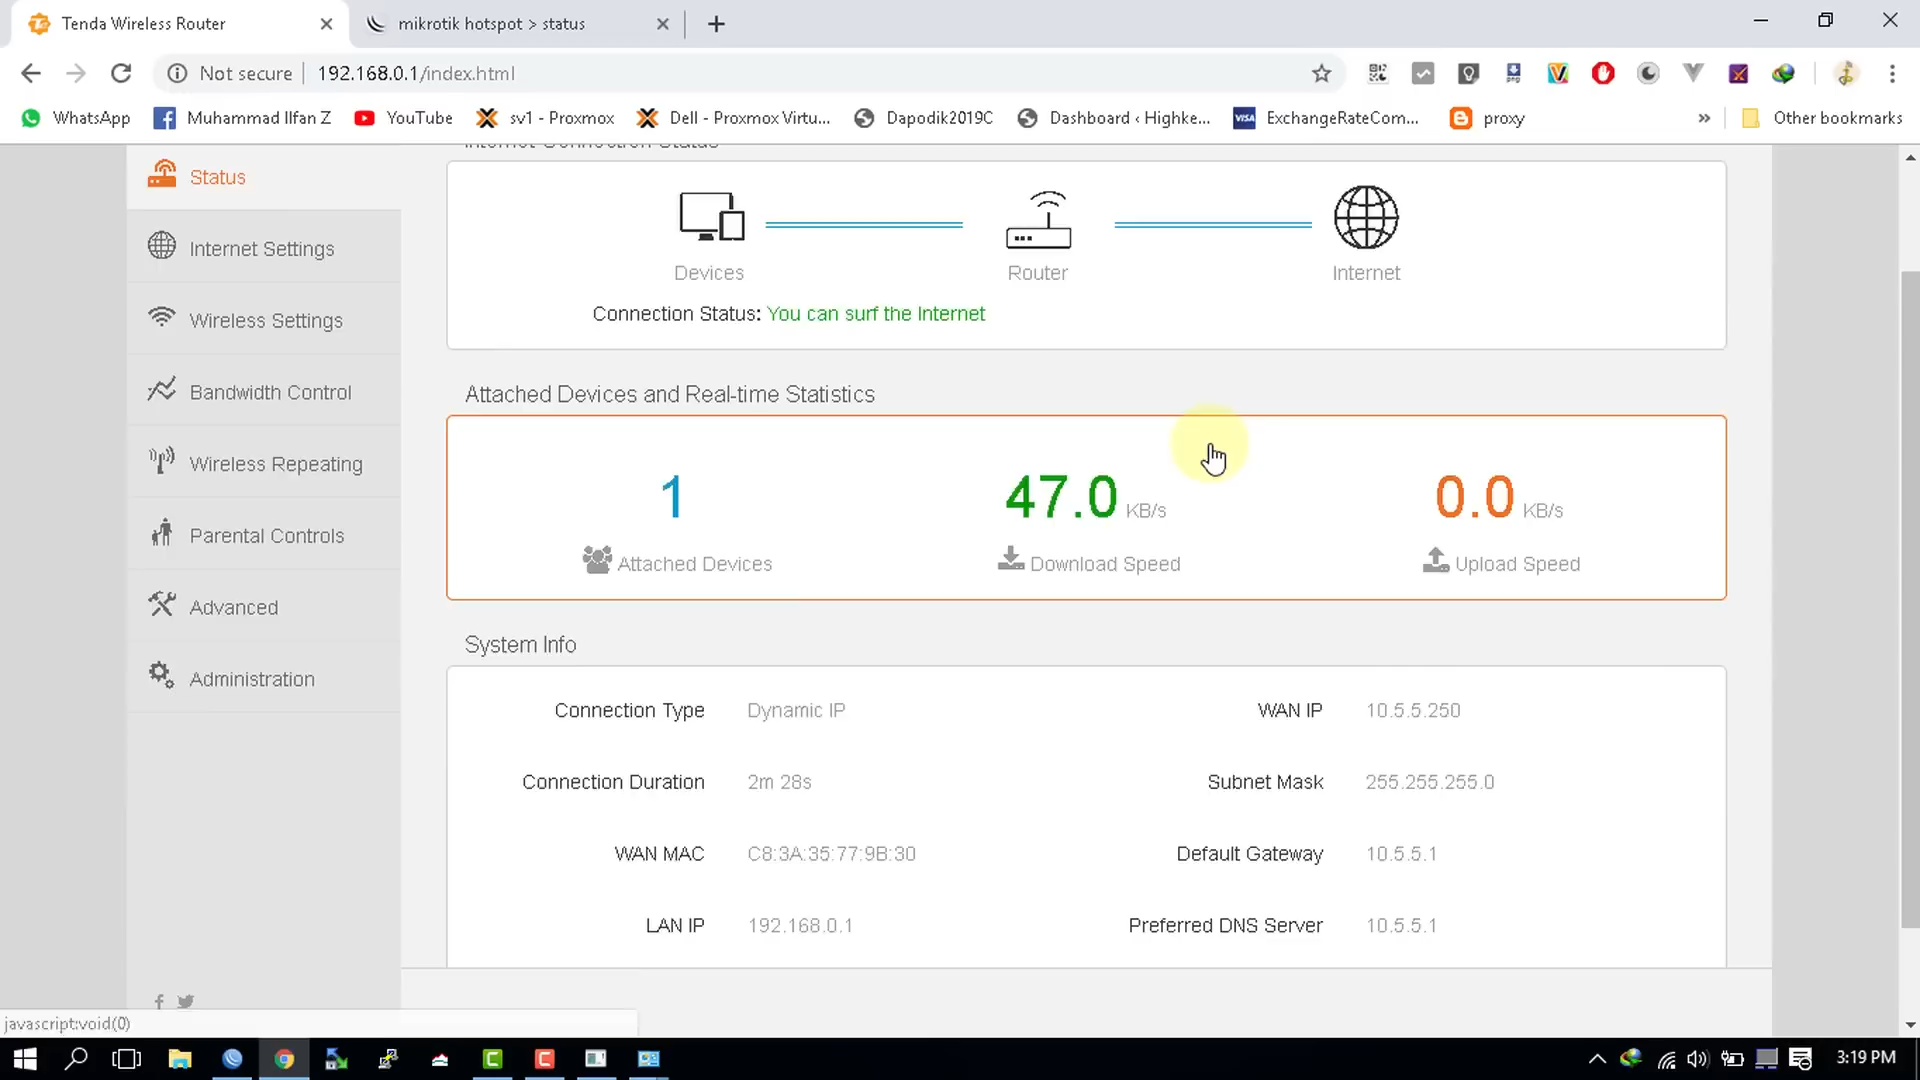 Tenda Wireless Router
mikrotik hotspot > status
Not secure
192.168.0.1/index.html
WhatsApp
Muhammad Ilfan Z
YouTube
sv1 - Proxmox
Dell - Proxmox Virtu...
Dapodik2019C
Dashboard ‹ Highke...
ExchangeRateCom...
proxy
»
Other bookmarks
Internet Connection Status
Status
Internet Settings
Wireless Settings
Bandwidth Control
Wireless Repeating
Parental Controls
Advanced
Administration
Devices
Router
Internet
Connection Status: You can surf the Internet
Attached Devices and Real-time Statistics
1
47.0 KB/s
0.0 KB/s
Attached Devices
Download Speed
Upload Speed
System Info
Connection Type Dynamic IP
WAN IP 10.5.5.250
Connection Duration 2m 28s
Subnet Mask 255.255.255.0
WAN MAC C8:3A:35:77:9B:30
Default Gateway 10.5.5.1
LAN IP 192.168.0.1
Preferred DNS Server 10.5.5.1
javascript:void(0)
3:19 PM